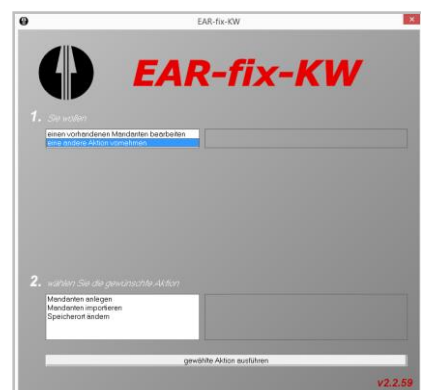 EAR-fix-KW
EAR-fix-KW
1. Sie wollen
einen vorhandenen Mandanten bearbeiten
eine andere Aktion vornehmen
2. wählen Sie die gewünschte Aktion
Mandanten anlegen
Mandanten importieren
Speicherort ändern
gewählte Aktion ausführen
v2.2.59